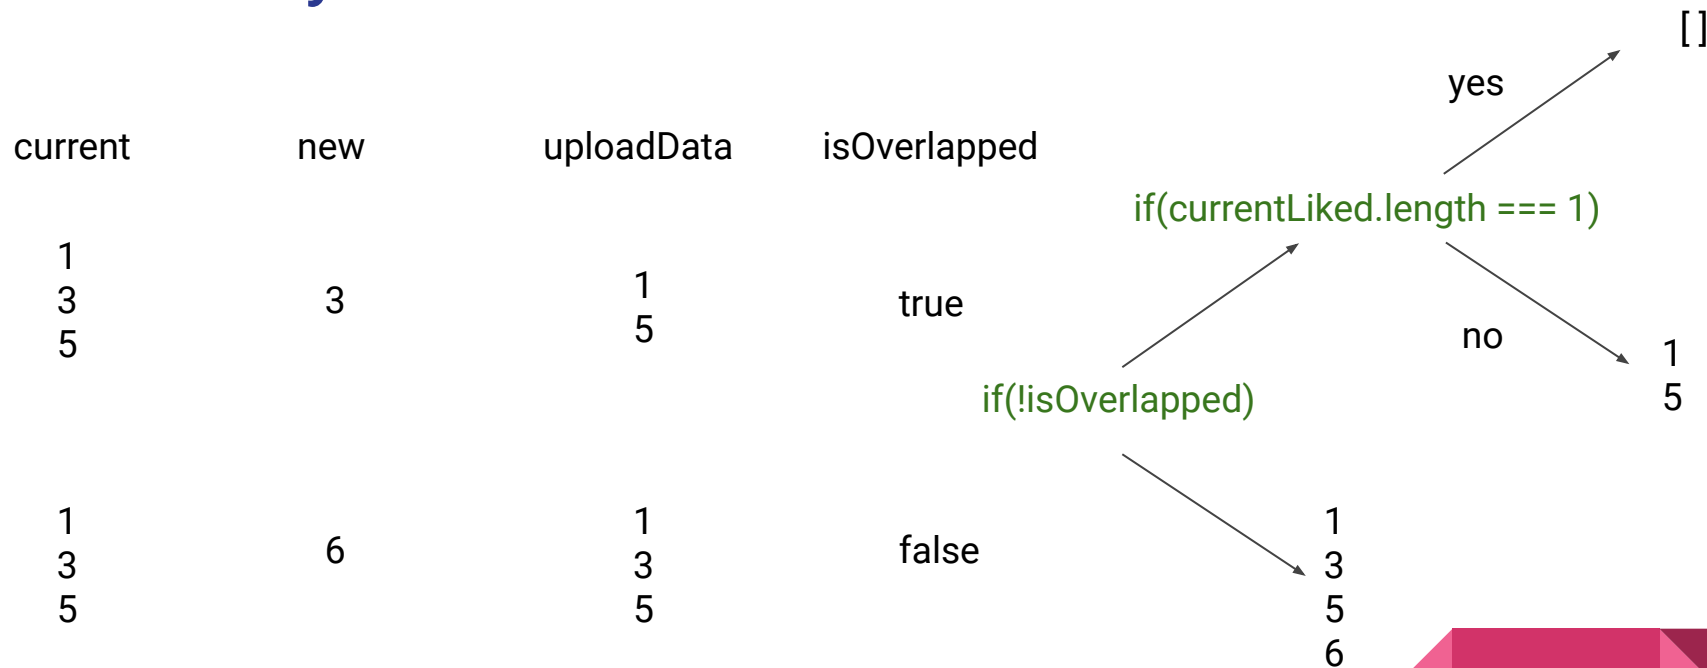 [ ]
yes
current new uploadData isOverlapped
if(currentLiked.length === 1)
1
3
5
3
1
5
true
no
1
5
if(!isOverlapped)
1
3
5
6
1
3
5
false
1
3
5
6